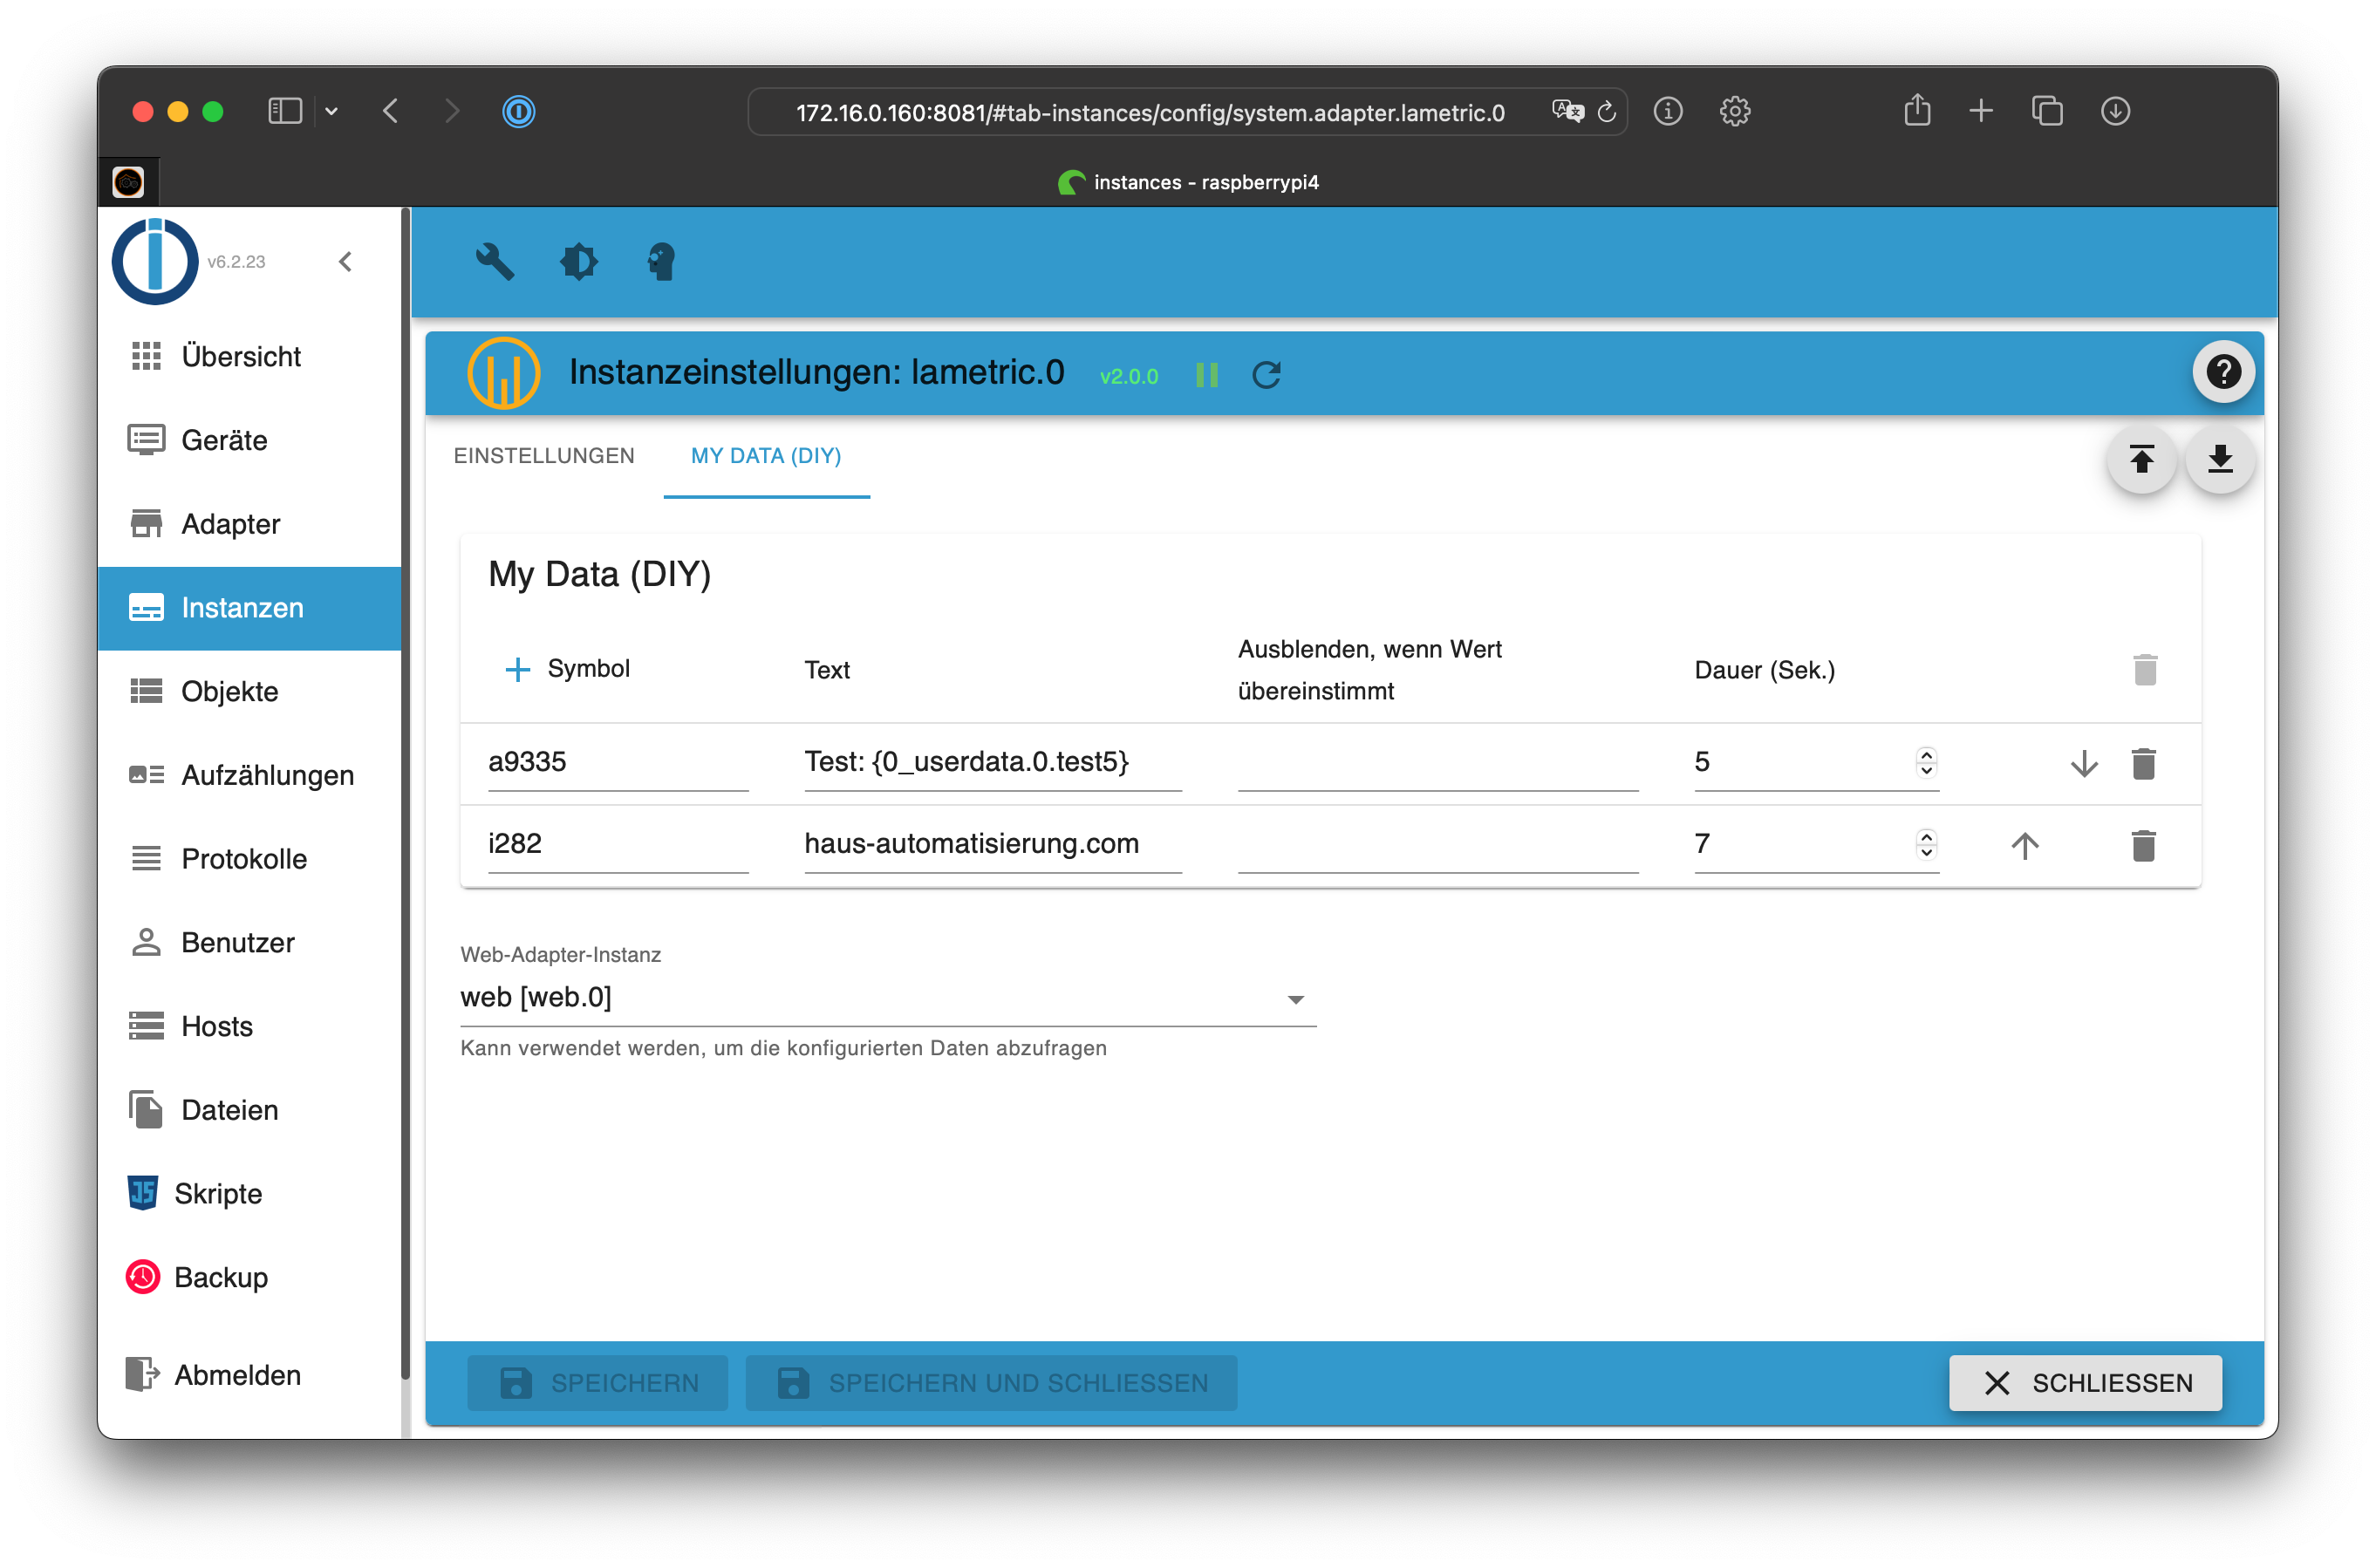 172.16.0.160:8081/#tab-instances/config/system.adapter.lametric.0
instances - raspberrypi4
v6.2.23
Übersicht
Geräte
Adapter
Instanzen
Objekte
Aufzählungen
Protokolle
Benutzer
Hosts
Dateien
JS Skripte
Backup
Abmelden
Instanzeinstellungen: lametric.0 v2.0.0
EINSTELLUNGEN MY DATA (DIY)
My Data (DIY)
Symbol Text Ausblenden, wenn Wert übereinstimmt Dauer (Sek.)
a9335 Test: {0_userdata.0.test5} 5
i282 haus-automatisierung.com 7
Web-Adapter-Instanz
web [web.0]
Kann verwendet werden, um die konfigurierten Daten abzufragen
SPEICHERN SPEICHERN UND SCHLIESSEN SCHLIESSEN